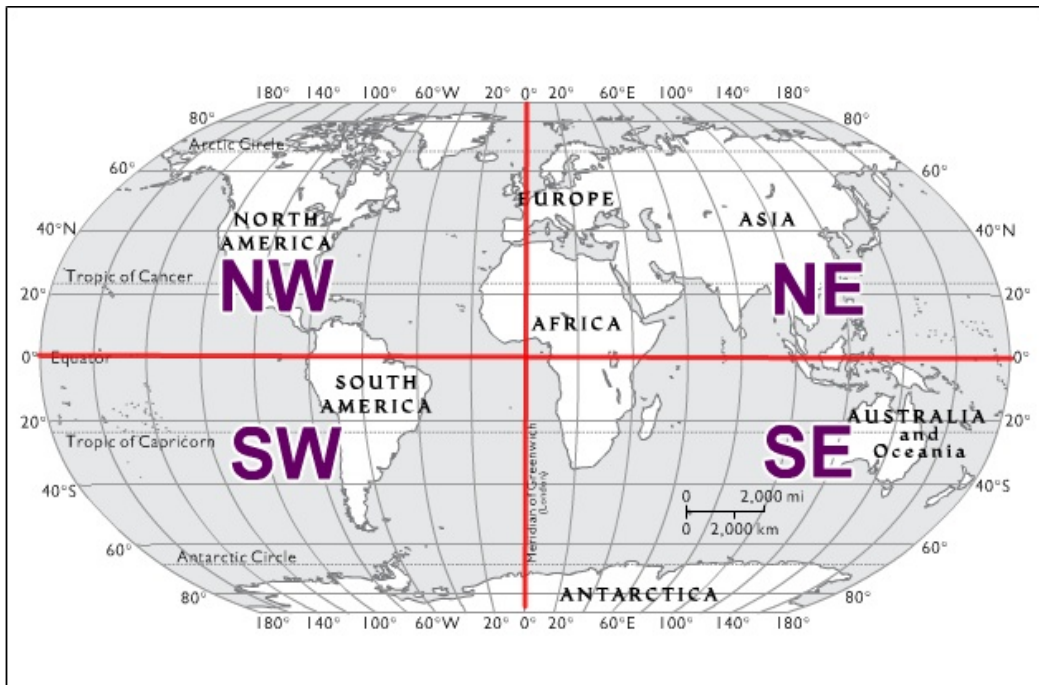 180° 140° 100° 60°W 20° 0° 20° 60°E 100° 140° 180°
80° 80°
Arctic Circle
60° 60°
EUROPE
NORTH
AMERICA
ASIA
40°N 40°N
Tropic of Cancer
NW NE
20° 20°
AFRICA
0° Equator 0°
SOUTH
AMERICA
20° 20°
AUSTRALIA
and
Oceania
Tropic of Capricorn
SW SE
Meridian of Greenwich
(London)
40°S 40°S
0 2,000 mi
0 2,000 km
60° 60°
Antarctic Circle
ANTARCTICA
80° 80°
180° 140° 100° 60°W 20° 0° 20° 60°E 100° 140° 180°